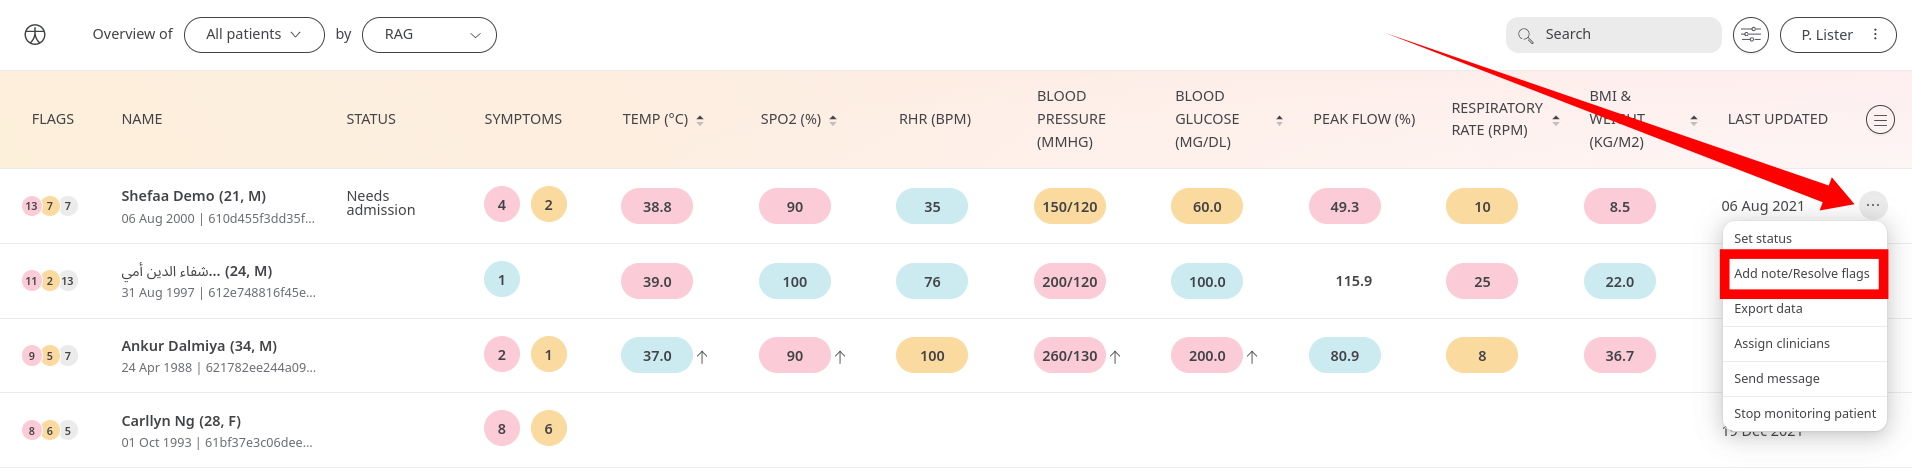 Overview of All patients by RAG Search P. Lister
FLAGS NAME STATUS SYMPTOMS TEMP (°C) SPO2 (%) RHR (BPM) BLOOD PRESSURE (MMHG) BLOOD GLUCOSE (MG/DL) PEAK FLOW (%) RESPIRATORY RATE (RPM) BMI & WEIGHT (KG/M2) LAST UPDATED
13 7 7 Shefaa Demo (21, M) Needs admission 4 2 38.8 90 35 150/120 60.0 49.3 10 8.5 06 Aug 2021
06 Aug 2000 | 610d455f3dd35f...
Set status
Add note/Resolve flags
11 2 13 شفاء الدين أمي... (24, M) 1 39.0 100 76 200/120 100.0 115.9 25 22.0
31 Aug 1997 | 612e748816f45e...
Export data
Assign clinicians
9 5 7 Ankur Dalmiya (34, M) 2 1 37.0 90 100 260/130 200.0 80.9 8 36.7
24 Apr 1988 | 621782ee244a09...
Send message
Stop monitoring patient
8 6 5 Carllyn Ng (28, F) 8 6 19 Dec 2021
01 Oct 1993 | 61bf37e3c06dee...